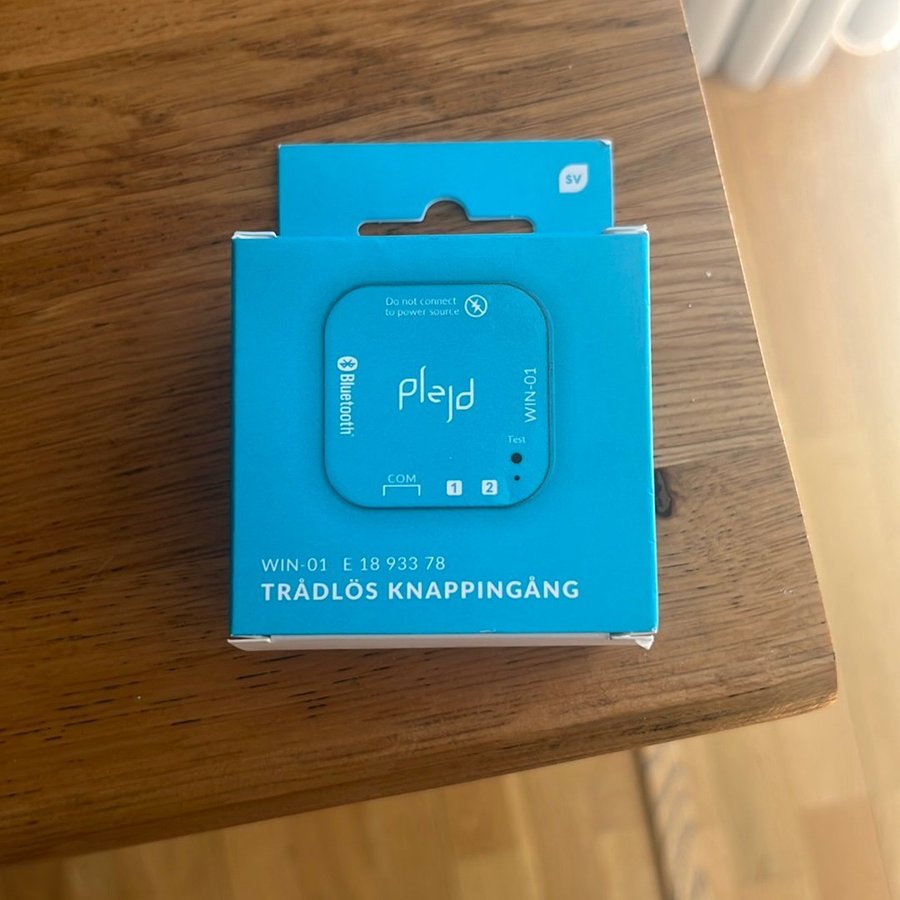 SV
Do not connect
to power source
Bluetooth
plejd
WIN-01
Test
COM
1 2
WIN-01 E 18 933 78
TRÅDLÖS KNAPPINGÅNG